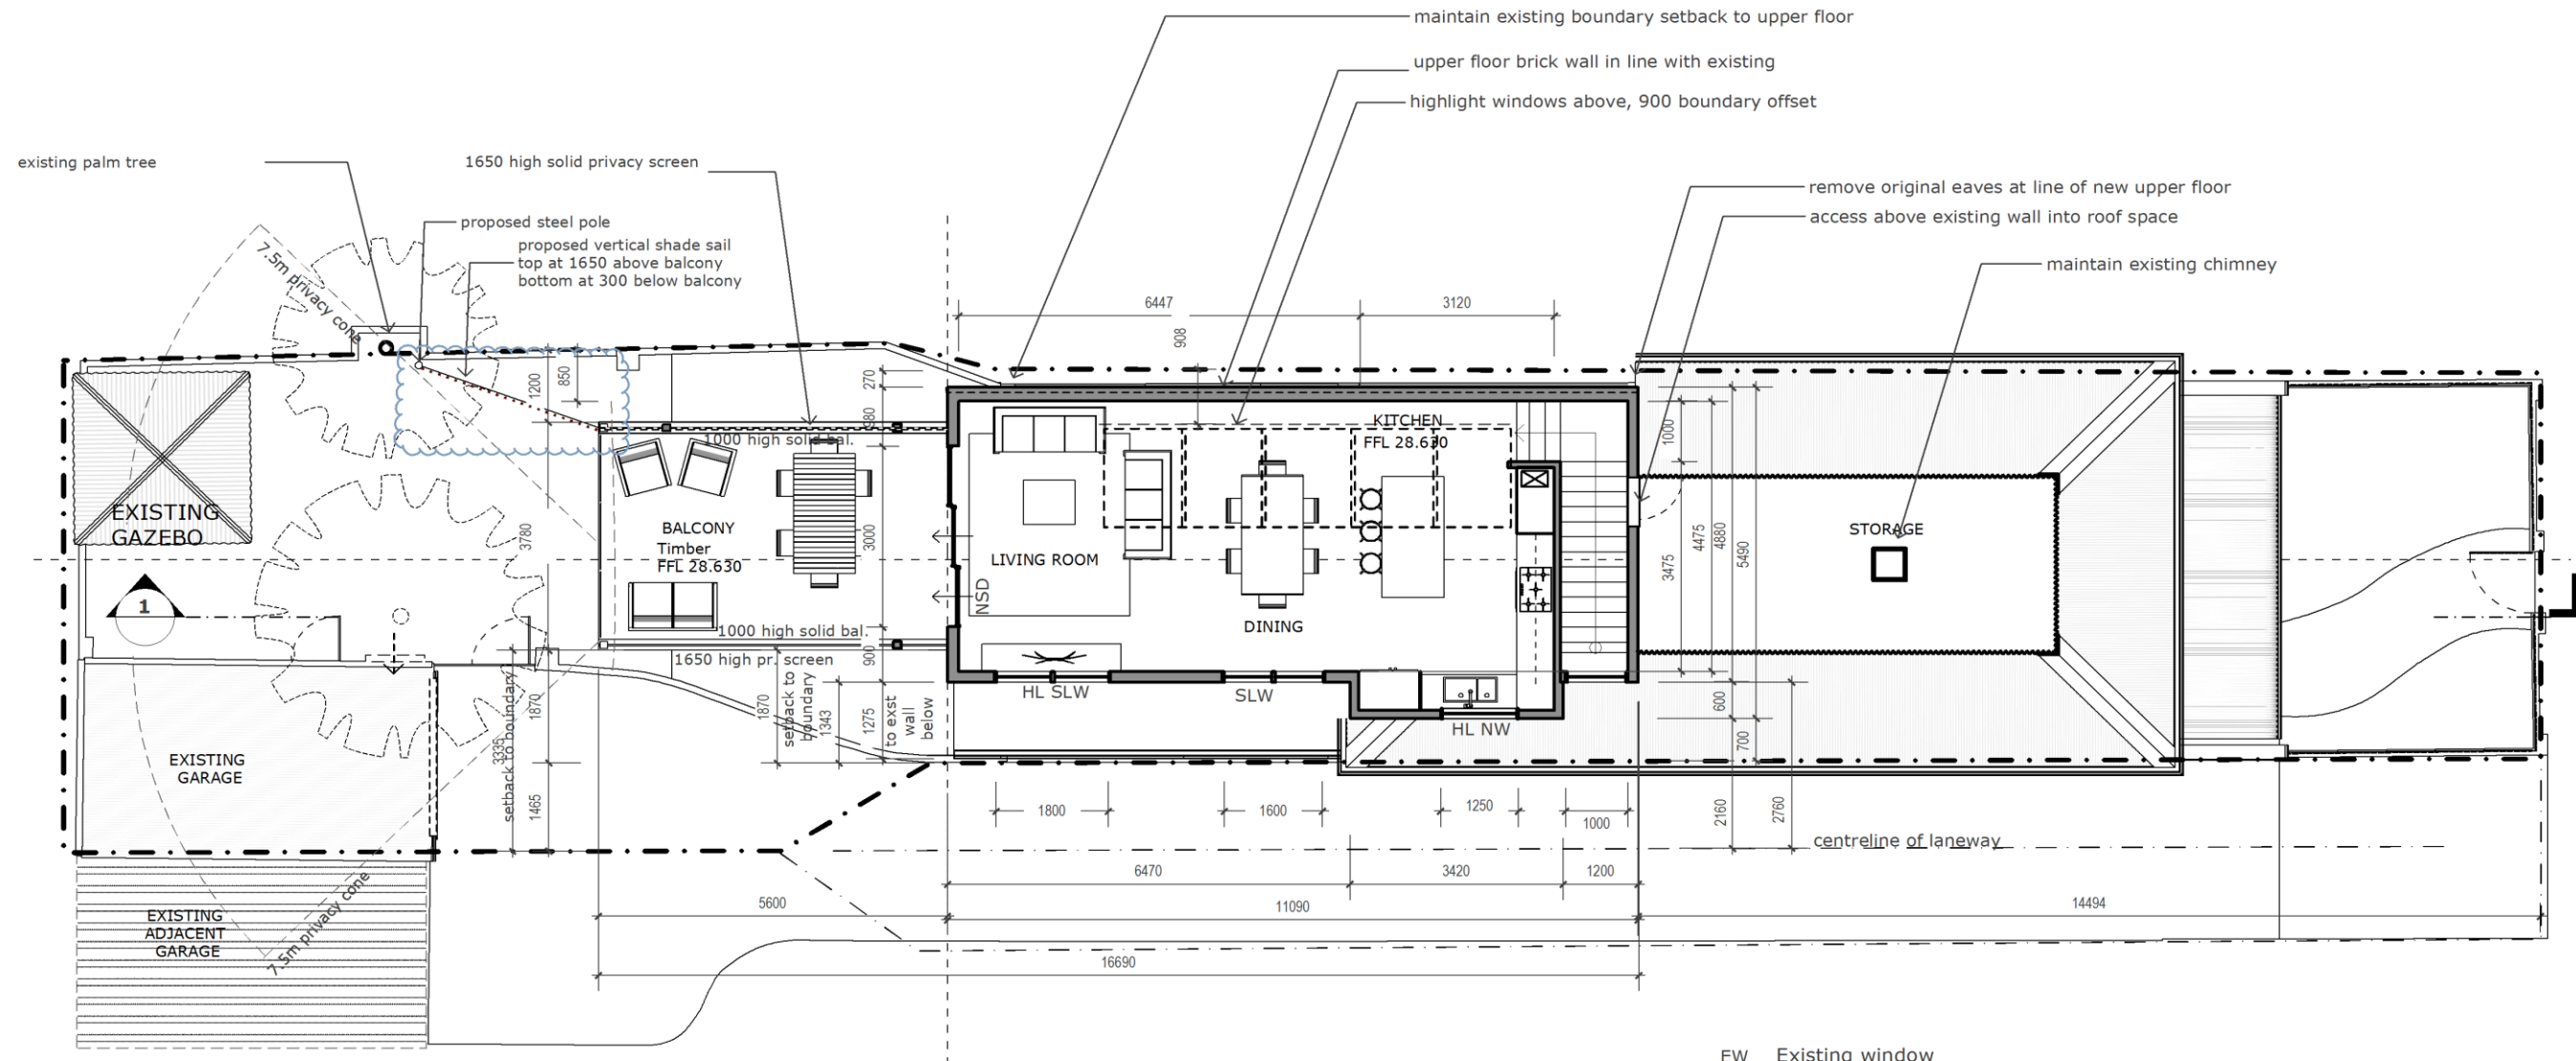 maintain existing boundary setback to upper floor
upper floor brick wall in line with existing
highlight windows above, 900 boundary offset
existing palm tree
1650 high solid privacy screen
proposed steel pole
proposed vertical shade sail
top at 1650 above balcony
bottom at 300 below balcony
remove original eaves at line of new upper floor
access above existing wall into roof space
maintain existing chimney
7.5m privacy cone
6447
3120
908
1200
850
270
980
1000 high solid bal.
KITCHEN
FFL 28.630
1000
EXISTING
GAZEBO
3780
BALCONY
Timber
FFL 28.630
3000
NSD
LIVING ROOM
DINING
3475
4475
4880
5490
STORAGE
1
1000 high solid bal.
1650 high pr. screen
900
HL SLW
SLW
HL NW
600
700
EXISTING
GARAGE
setback to boundary
3335
1870
1465
1870
setback to
boundary
1343
1275
to exst
wall
below
1800
1600
1250
1000
2160
2760
centreline of laneway
6470
3420
1200
5600
11090
14494
16690
EXISTING
ADJACENT
GARAGE
7.5m privacy cone
EW Existing window